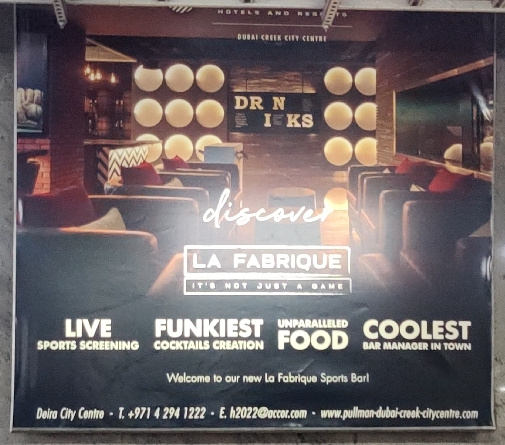 HOTELS AND RESORTS
DUBAI CREEK CITY CENTRE
DR N
I KS
discover
LA FABRIQUE
IT'S NOT JUST A GAME
LIVE
SPORTS SCREENING
FUNKIEST
COCKTAILS CREATION
UNPARALLELED
FOOD
COOLEST
BAR MANAGER IN TOWN
Welcome to our new La Fabrique Sports Bar!
Deira City Centre - T. +971 4 294 1222 - E. h2022@accor.com - www.pullman-dubai-creek-citycentre.com